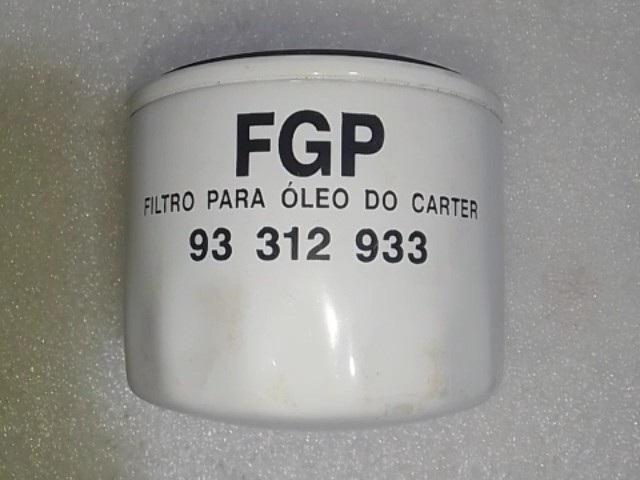 FGP
FILTRO PARA ÓLEO DO CARTER
93 312 933